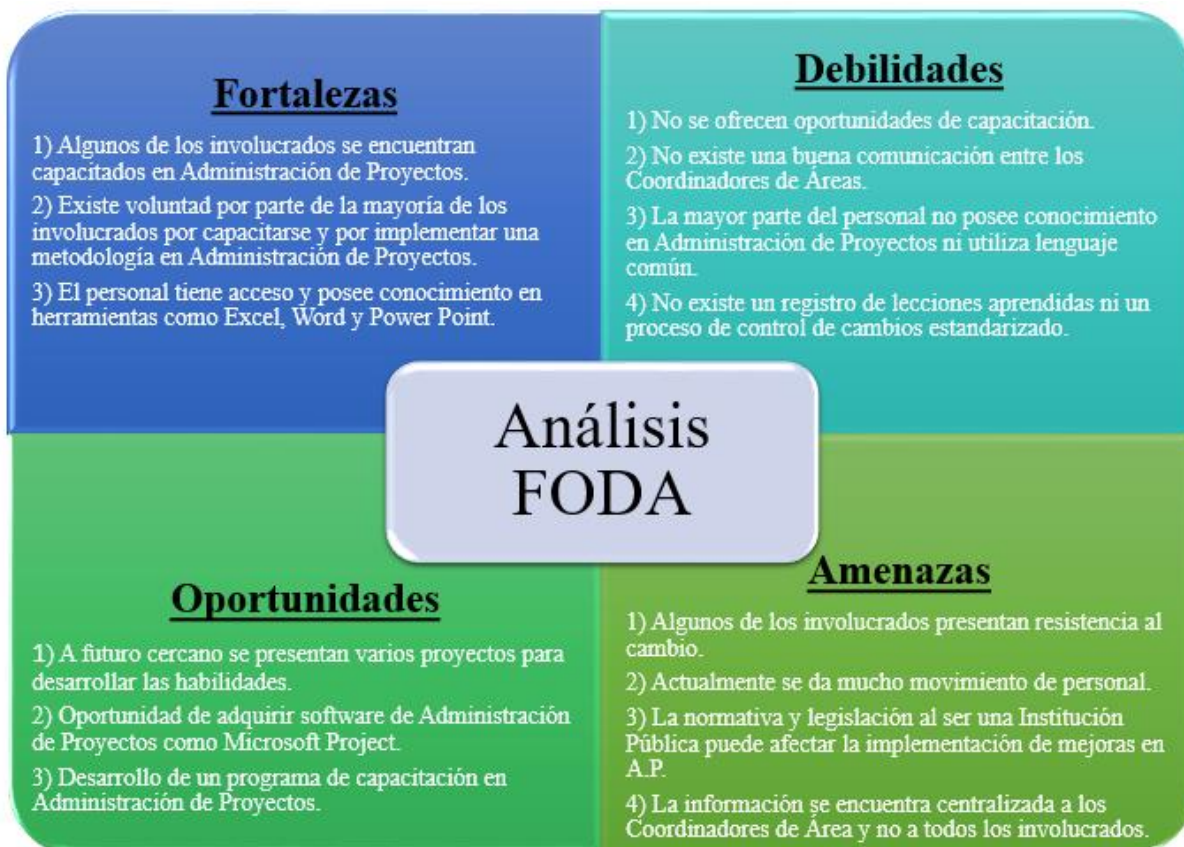 Fortalezas
1) Algunos de los involucrados se encuentran
capacitados en Administración de Proyectos.
2) Existe voluntad por parte de la mayoría de los
involucrados por capacitarse y por implementar una
metodología en Administración de Proyectos.
3) El personal tiene acceso y posee conocimiento en
herramientas como Excel, Word y Power Point.
Debilidades
1) No se ofrecen oportunidades de capacitación.
2) No existe una buena comunicación entre los
Coordinadores de Áreas.
3) La mayor parte del personal no posee conocimiento
en Administración de Proyectos ni utiliza lenguaje
común.
4) No existe un registro de lecciones aprendidas ni un
proceso de control de cambios estandarizado.
Análisis
FODA
Oportunidades
1) A futuro cercano se presentan varios proyectos para
desarrollar las habilidades.
2) Oportunidad de adquirir software de Administración
de Proyectos como Microsoft Project.
3) Desarrollo de un programa de capacitación en
Administración de Proyectos.
Amenazas
1) Algunos de los involucrados presentan resistencia al
cambio.
2) Actualmente se da mucho movimiento de personal.
3) La normativa y legislación al ser una Institución
Pública puede afectar la implementación de mejoras en
A.P.
4) La información se encuentra centralizada a los
Coordinadores de Área y no a todos los involucrados.